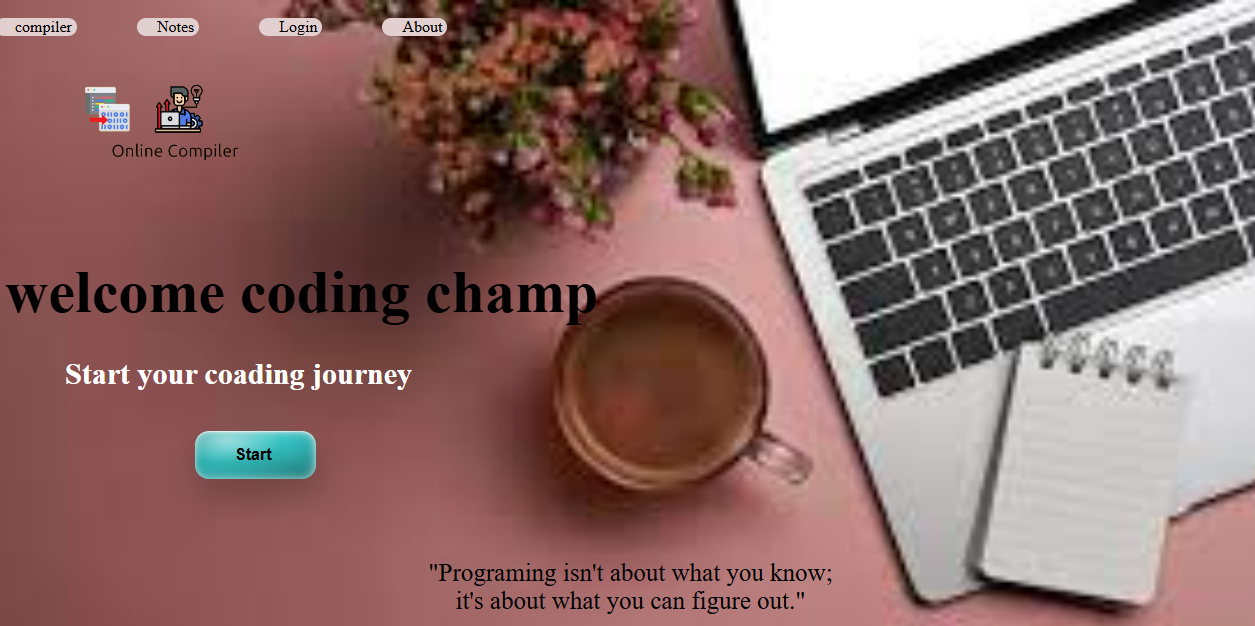 compiler
Notes
Login
About
Online Compiler
welcome coding champ
Start your coading journey
Start
"Programing isn't about what you know;
it's about what you can figure out."